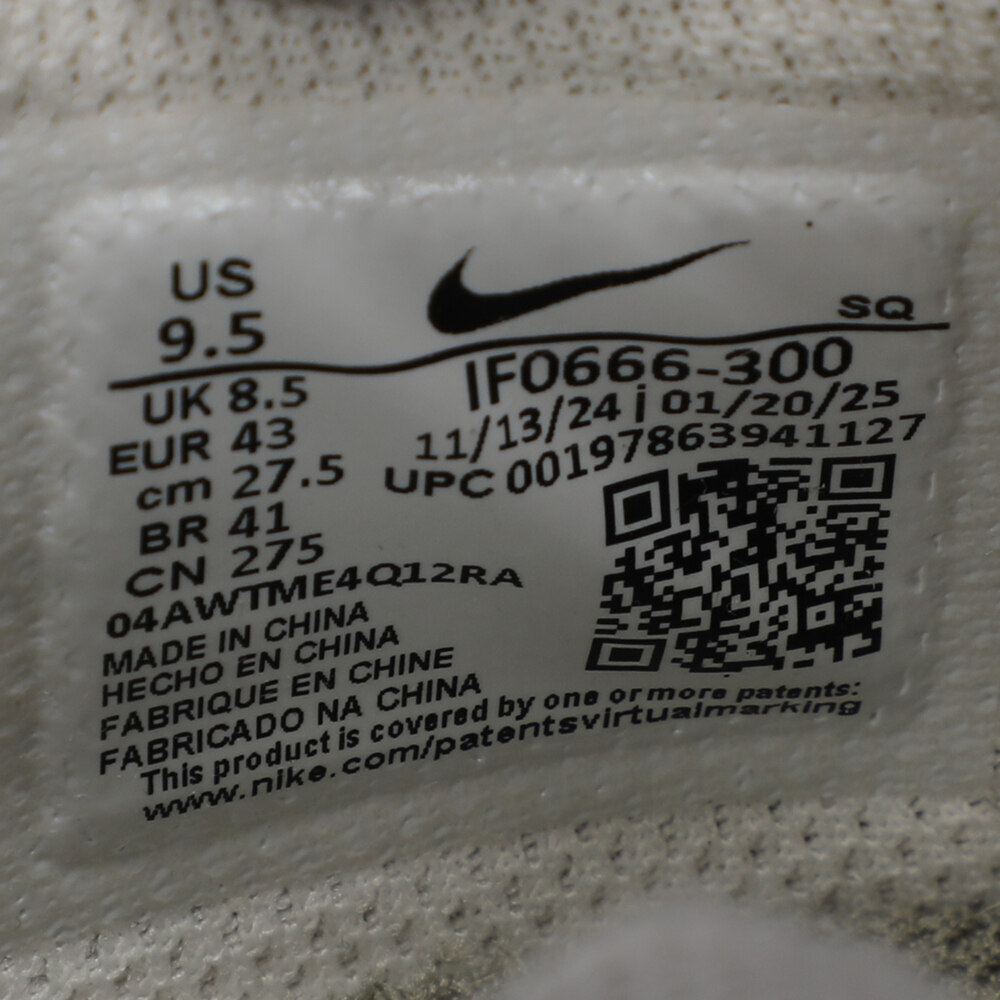 US
9.5
SQ
UK 8.5
EUR 43
cm 27.5
BR 41
CN 275
IF0666-300
11/13/24 | 01/20/25
UPC 00197863941127
04AWTME4Q12RA
MADE IN CHINA
HECHO EN CHINA
FABRIQUE EN CHINE
FABRICADO NA CHINA
This product is covered by one or more patents:
www.nike.com/patentsvirtualmarking